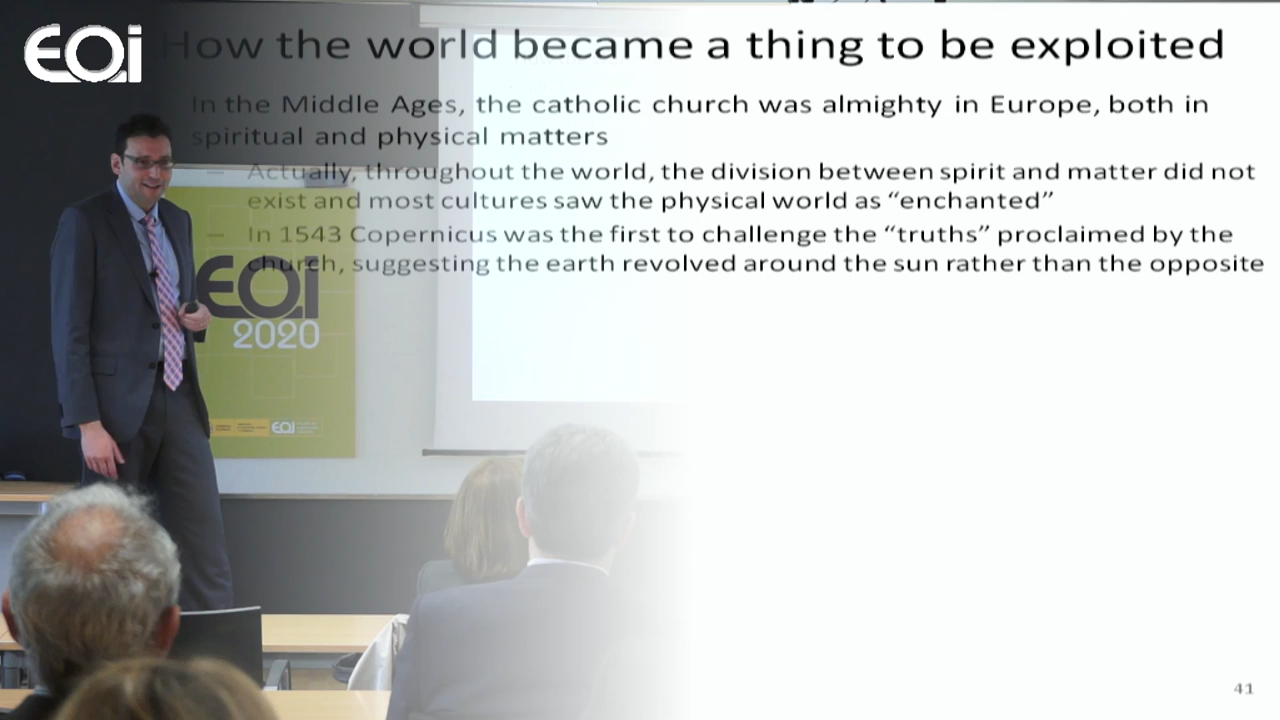 EOi
How the world became a thing to be exploited
In the Middle Ages, the catholic church was almighty in Europe, both in
spiritual and physical matters
– Actually, throughout the world, the division between spirit and matter did not
exist and most cultures saw the physical world as “enchanted”
– In 1543 Copernicus was the first to challenge the “truths” proclaimed by the
church, suggesting the earth revolved around the sun rather than the opposite
EOi
2020
EOi
41